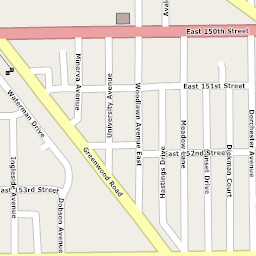 East 150th Street
East 151st Street
Minerva Avenue
University Avenue
Woodlawn Avenue East
Waterman Drive
Greenwood Road
East 152nd Street
Meadow Lane
Sunset Drive
Dickman Court
Dorchester Avenue
Hastings Drive
Ingleside Avenue
East 153rd Street
Dobson Avenue